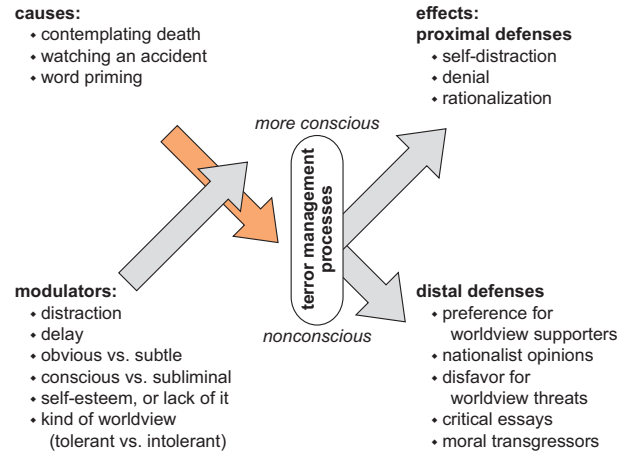 causes:
• contemplating death
• watching an accident
• word priming
effects:
proximal defenses
• self-distraction
• denial
• rationalization
more conscious
terror management
processes
nonconscious
modulators:
• distraction
• delay
• obvious vs. subtle
• conscious vs. subliminal
• self-esteem, or lack of it
• kind of worldview
(tolerant vs. intolerant)
distal defenses
• preference for
worldview supporters
• nationalist opinions
• disfavor for
worldview threats
• critical essays
• moral transgressors